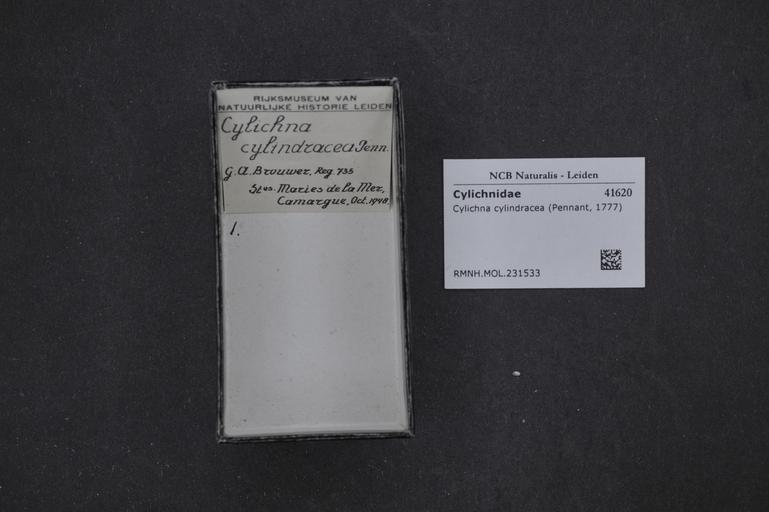 RIJKSMUSEUM VAN
NATUURLIJKE HISTORIE LEIDEN
Cylichna
cylindracea Penn.
G.A. Brouwer, Reg. 735
Stes. Maries de la Mer,
Camargue, Oct. 1948.
1.
NCB Naturalis - Leiden
Cylichnidae 41620
Cylichna cylindracea (Pennant, 1777)
RMNH.MOL.231533